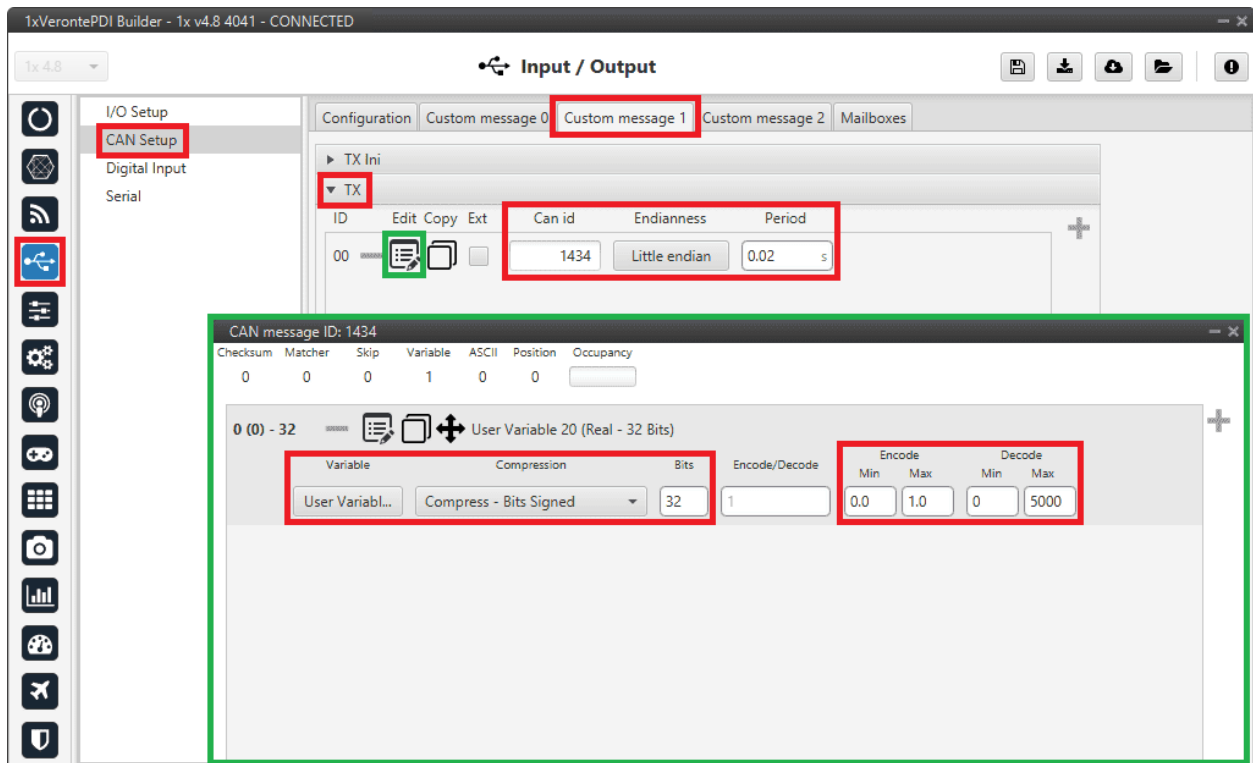 1xVerontePDI Builder - 1x v4.8 4041 - CONNECTED
1x 4.8
Input / Output
I/O Setup
CAN Setup
Digital Input
Serial
Configuration Custom message 0 Custom message 1 Custom message 2 Mailboxes
TX Ini
TX
ID Edit Copy Ext Can id Endianness Period
00 1434 Little endian 0.02 s
CAN message ID: 1434
Checksum Matcher Skip Variable ASCII Position Occupancy
0 0 0 1 0 0
0 (0) - 32 User Variable 20 (Real - 32 Bits)
Variable Compression Bits Encode/Decode Encode Decode
Min Max Min Max
User Variabl... Compress - Bits Signed 32 1 0.0 1.0 0 5000